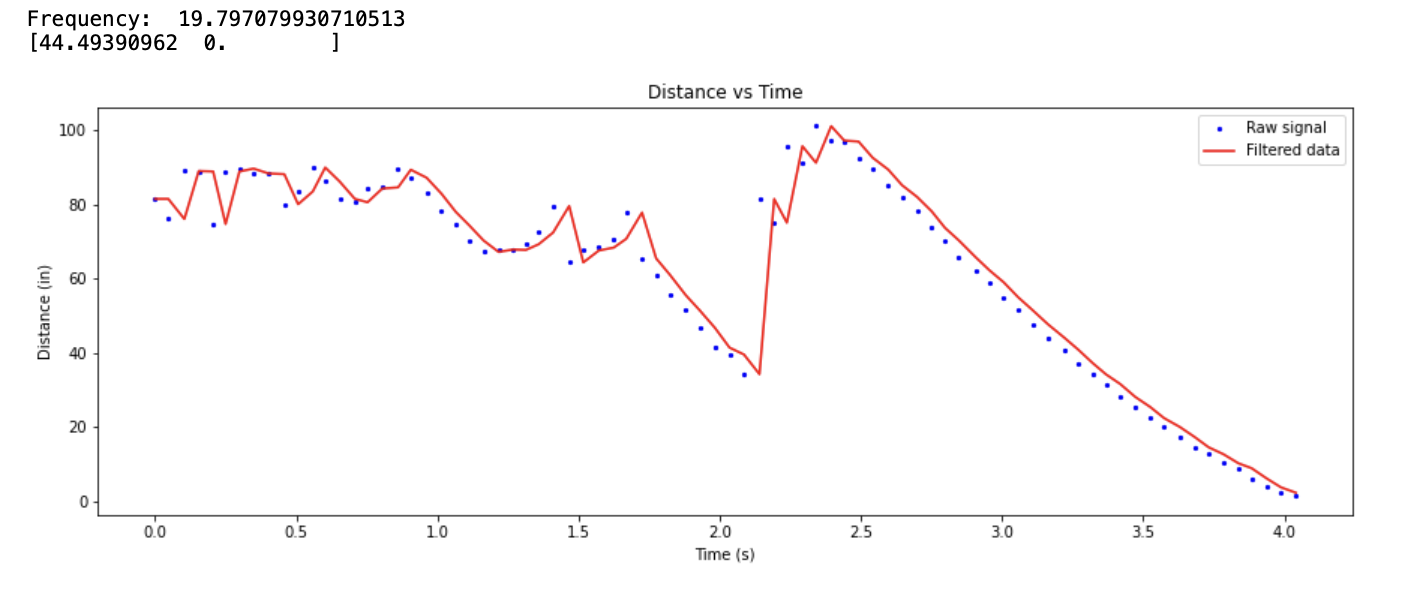 Frequency:  19.797079930710513
[44.49390962  0.        ]
Distance vs Time
Raw signal
Filtered data
Distance (in)
100
80
60
40
20
0
0.0 0.5 1.0 1.5 2.0 2.5 3.0 3.5 4.0
Time (s)